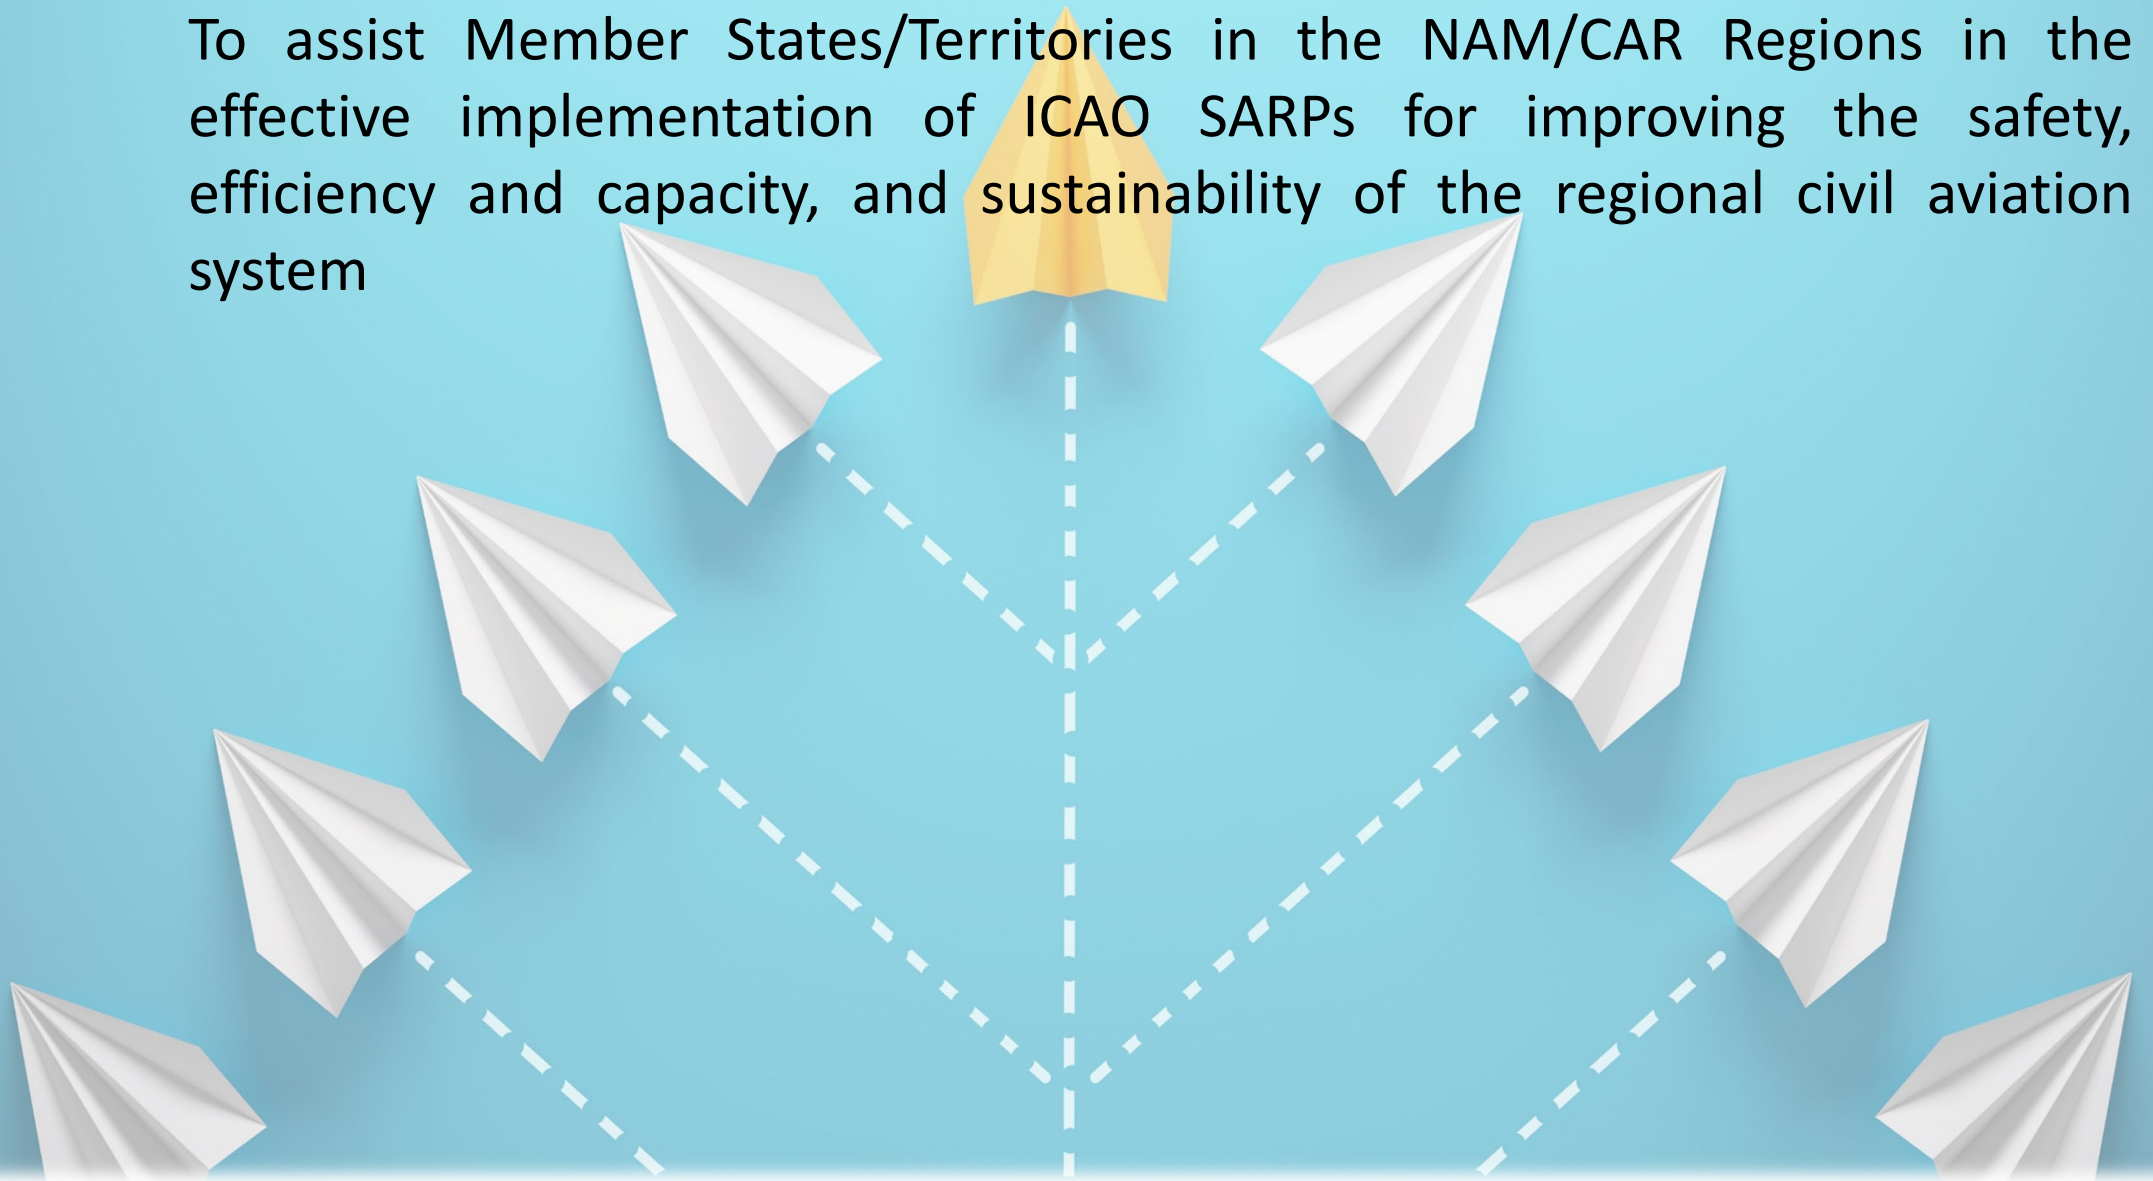 To assist Member States/Territories in the NAM/CAR Regions in the
effective implementation of ICAO SARPs for improving the safety,
efficiency and capacity, and sustainability of the regional civil aviation
system